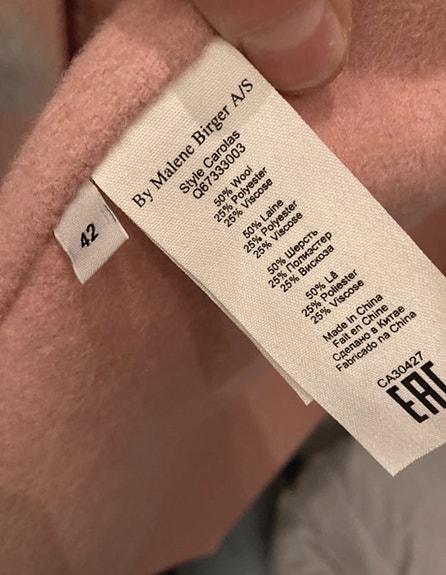 By Malene Birger A/S
Style Carolas
Q67333003
50% Wool
25% Polyester
25% Viscose
50% Laine
25% Polyester
25% Viscose
50% Шерсть
25% Полиэстер
25% Вискоза
50% Lã
25% Poliester
25% Viscose
Made in China
Fait en Chine
Сделано в Китае
Fabricado na China
CA30427
EAC
42